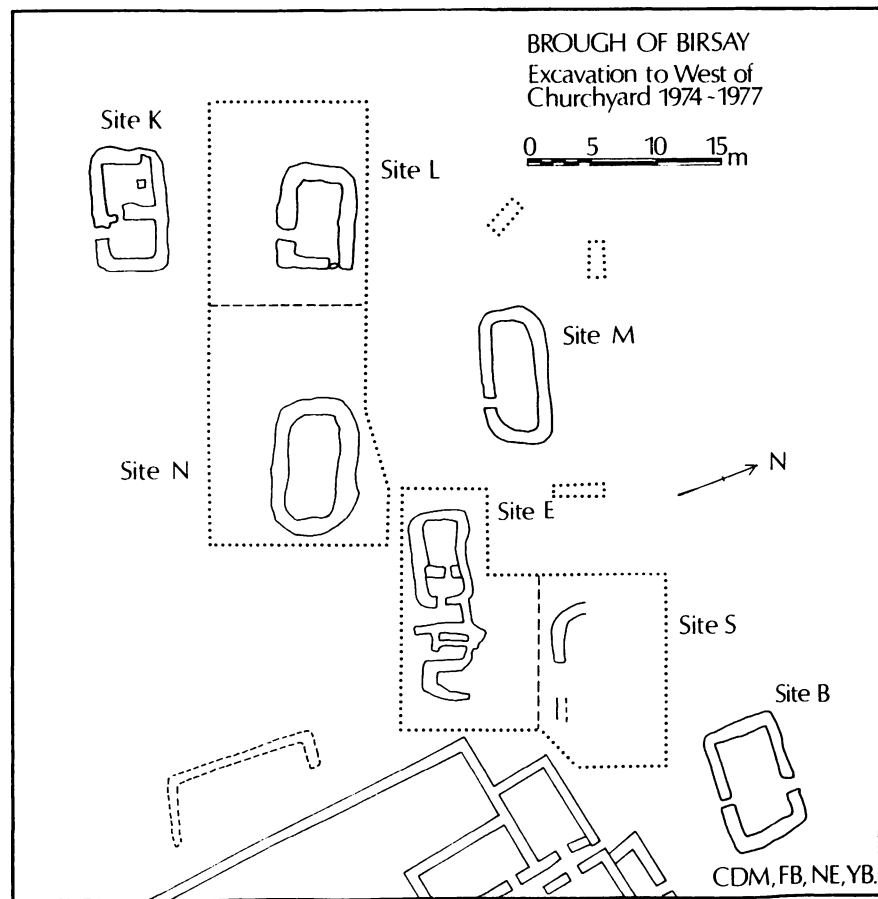 BROUGH OF BIRSAY
Excavation to West of
Churchyard 1974-1977
0 5 10 15 m
Site K
Site L
Site M
Site N
N
Site E
Site S
Site B
CDM, FB, NE, YB.